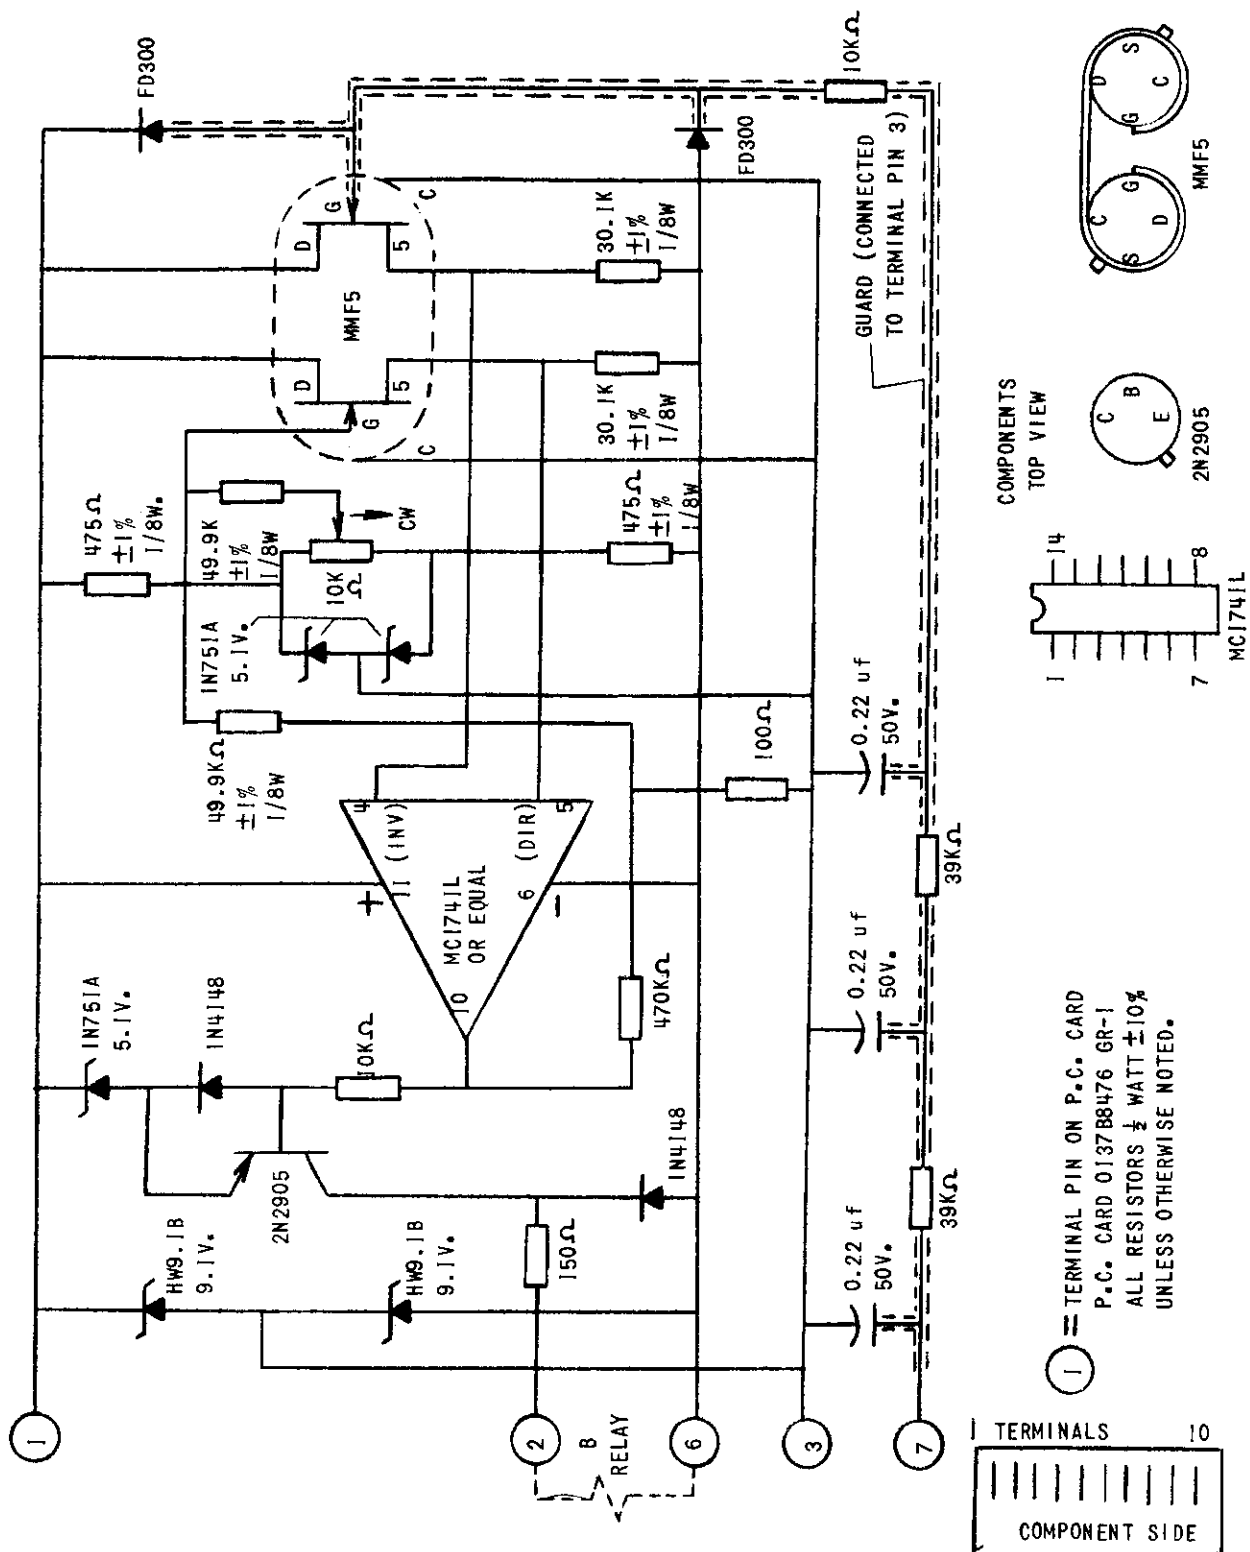 FD300
10KΩ
G
D
C
5
MMF5
30.1K
±1%
1/8W
FD300
GUARD (CONNECTED
TO TERMINAL PIN 3)
D
5
G
C
30.1K
±1%
1/8W
475Ω
±1%
1/8W.
49.9K
±1%
1/8W
CW
10K
Ω
475Ω
±1%
1/8W
1N751A
5.1V.
49.9KΩ
±1%
1/8W
4
(INV)
(DIR)
5
11
+
6
-
MC1741L
OR EQUAL
10
100Ω
0.22 uf
50V.
39KΩ
470KΩ
0.22 uf
50V.
1N751A
5.1V.
1N4148
10KΩ
2N2905
1N4148
39KΩ
HW9.1B
9.1V.
HW9.1B
9.1V.
150Ω
0.22 uf
50V.
1
2
B
RELAY
6
3
7
COMPONENTS
TOP VIEW
D
S
G
C
C
S
G
D
MMF5
C
B
E
2N2905
1
14
7
8
MC1741L
1 = TERMINAL PIN ON P.C. CARD
P.C. CARD 0137B8476 GR-1
ALL RESISTORS ½ WATT ±10%
UNLESS OTHERWISE NOTED.
1 TERMINALS 10
COMPONENT SIDE